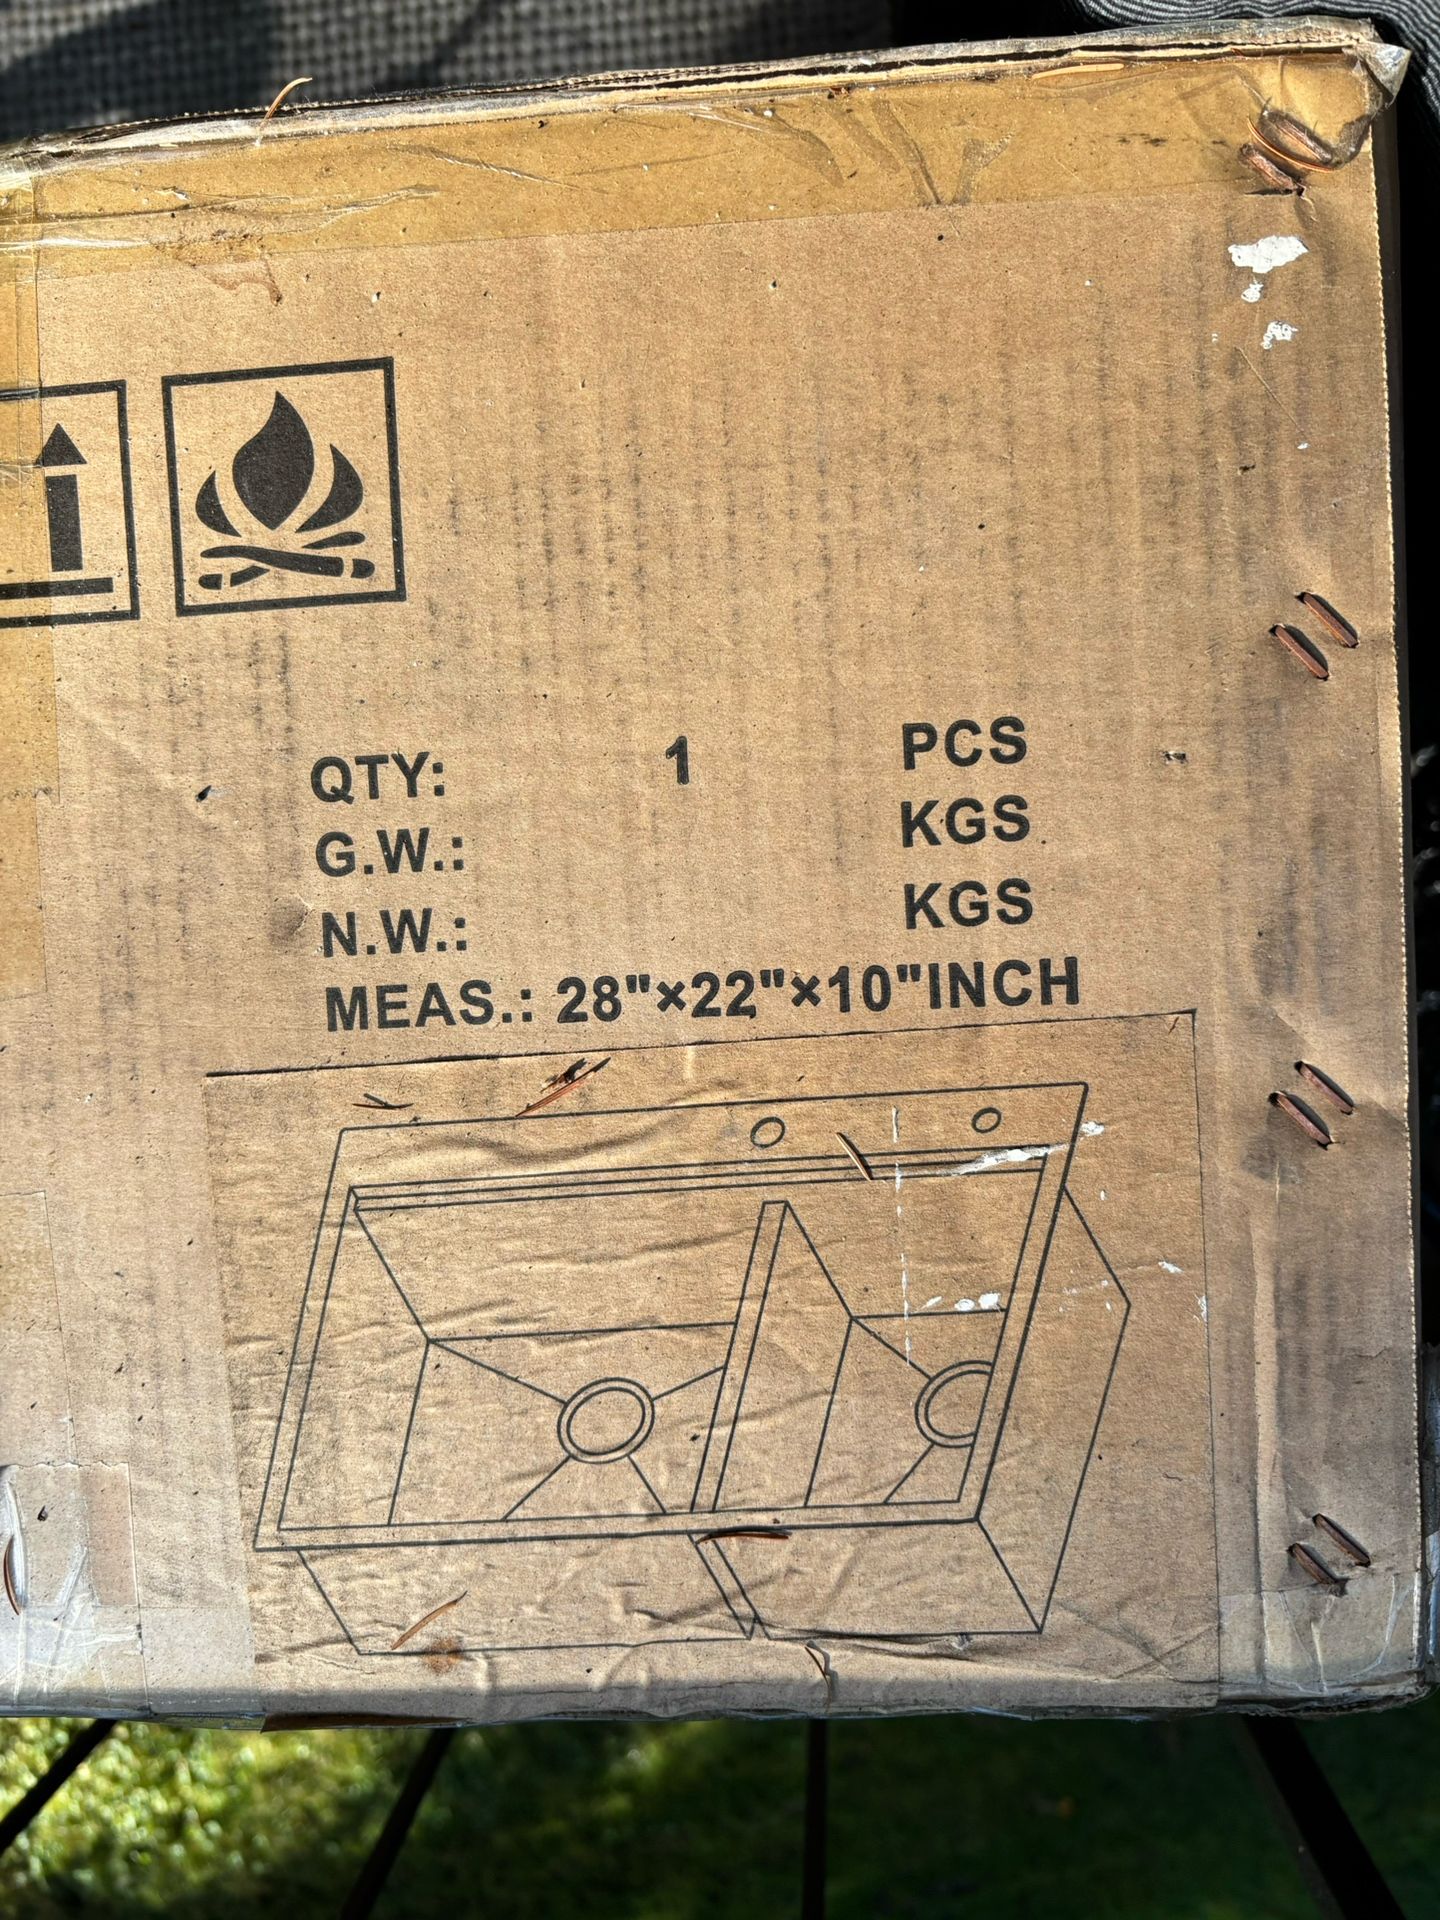 QTY: 1 PCS
G.W.: KGS
N.W.: KGS
MEAS.: 28"×22"×10"INCH